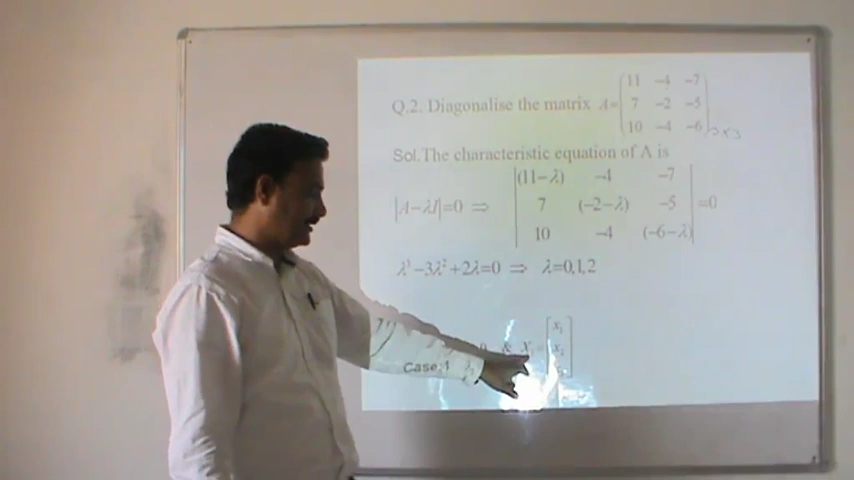 Q.2. Diagonalise the matrix A= (11 -4 -7
7 -2 -5
10 -4 -6) 3×3
Sol.The characteristic equation of A is
|A-λI|=0 ⇒ |(11-λ) -4 -7
7 (-2-λ) -5
10 -4 (-6-λ)| =0
λ³-3λ²+2λ=0 ⇒ λ=0,1,2
Case:1 & X = [x₁
x₂